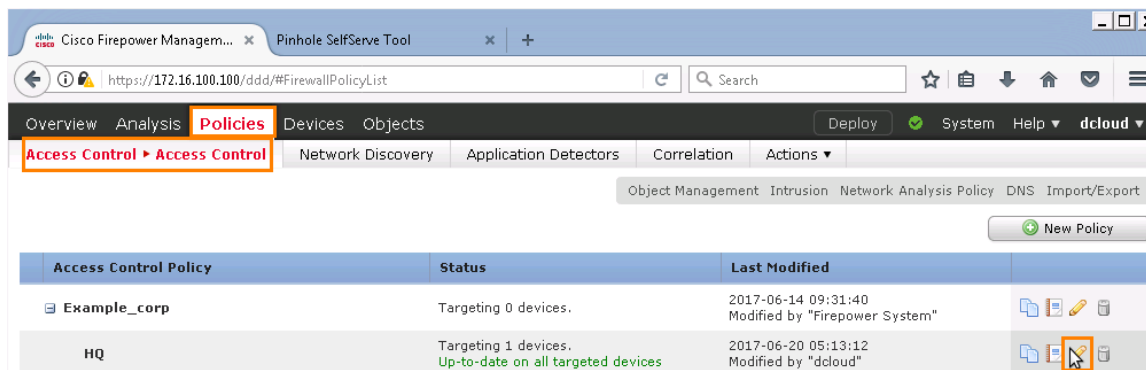 Cisco Firepower Managem... Pinhole SelfServe Tool
https://172.16.100.100/ddd/#FirewallPolicyList Search
Overview Analysis Policies Devices Objects Deploy System Help dcloud
Access Control ▸ Access Control Network Discovery Application Detectors Correlation Actions
Object Management Intrusion Network Analysis Policy DNS Import/Export
New Policy
Access Control Policy Status Last Modified
Example_corp Targeting 0 devices. 2017-06-14 09:31:40
Modified by "Firepower System"
HQ Targeting 1 devices. 2017-06-20 05:13:12
Up-to-date on all targeted devices Modified by "dcloud"